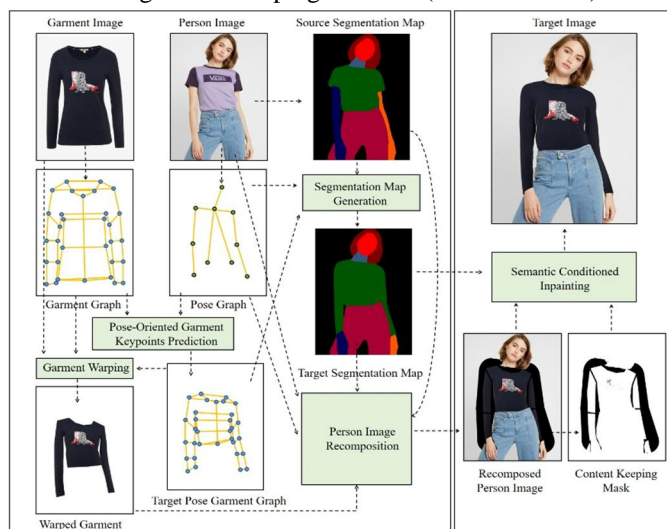 Garment Image
Person Image
Source Segmentation Map
Target Image
VANS
Segmentation Map
Generation
Garment Graph
Pose Graph
Semantic Conditioned
Inpainting
Pose-Oriented Garment
Keypoints Prediction
Garment Warping
Target Segmentation Map
Person Image
Recomposition
Target Pose Garment Graph
Recomposed
Person Image
Content Keeping
Mask
Warped Garment